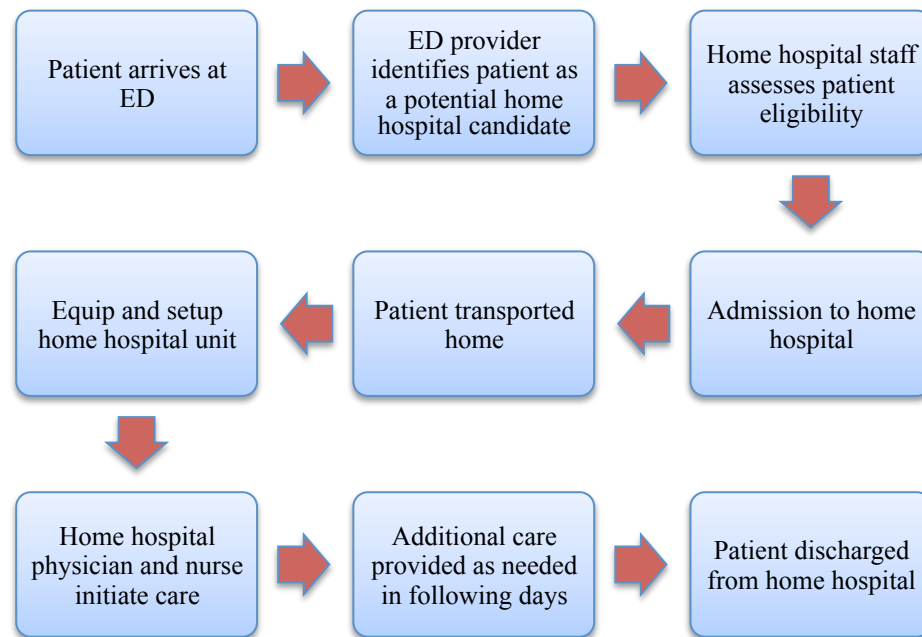 Patient arrives at
ED
ED provider
identifies patient as
a potential home
hospital candidate
Home hospital staff
assesses patient
eligibility
Admission to home
hospital
Patient transported
home
Equip and setup
home hospital unit
Home hospital
physician and nurse
initiate care
Additional care
provided as needed
in following days
Patient discharged
from home hospital